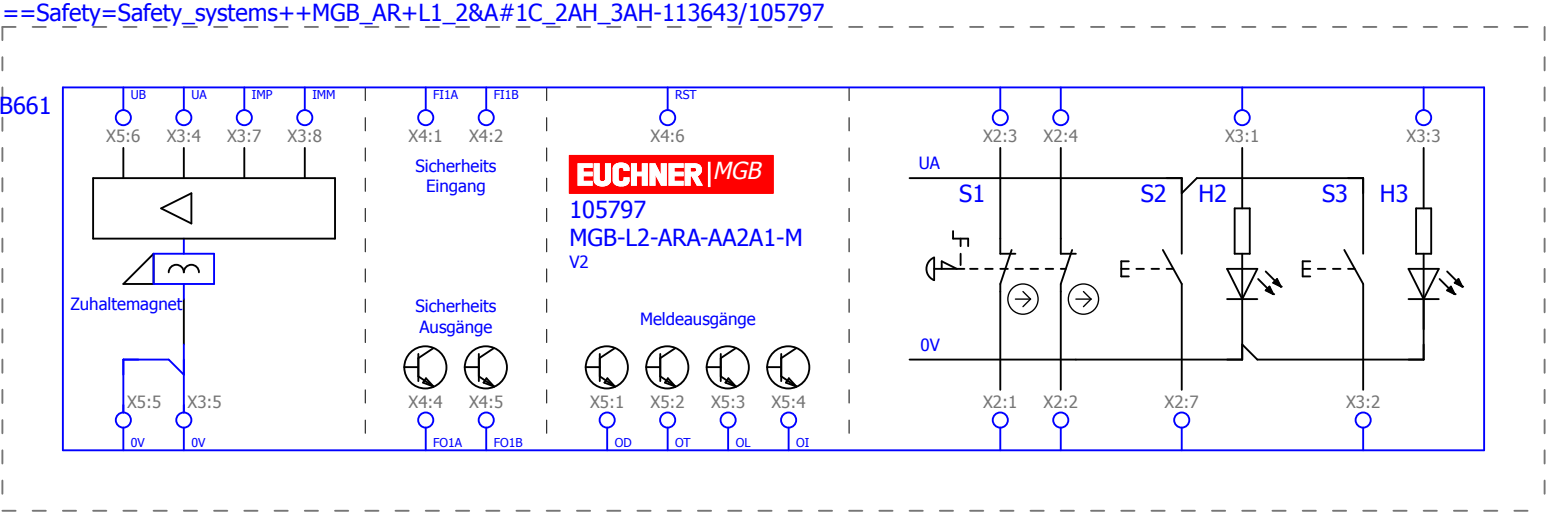 ==Safety=Safety_systems++MGB_AR+L1_2&A#1C_2AH_3AH-113643/105797
B661
UB UA IMP IMM FI1A FI1B RST
X5:6 X3:4 X3:7 X3:8 X4:1 X4:2 X4:6 X2:3 X2:4 X3:1 X3:3
Sicherheits
Eingang
EUCHNER|MGB
105797
MGB-L2-ARA-AA2A1-M
V2
UA
S1 S2 H2 S3 H3
Zuhaltemagnet
Sicherheits
Ausgänge
Meldeausgänge
0V
X5:5 X3:5 X4:4 X4:5 X5:1 X5:2 X5:3 X5:4 X2:1 X2:2 X2:7 X3:2
0V 0V FO1A FO1B OD OT OL OI